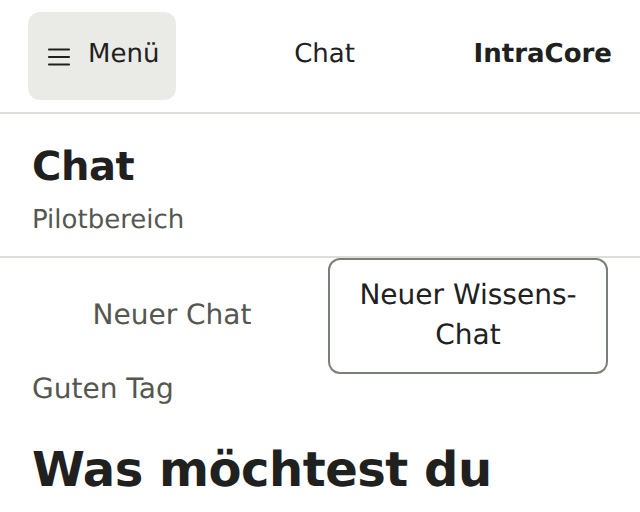 Menü Chat IntraCore
Chat
Pilotbereich
Neuer Chat
Neuer Wissens-
Chat
Guten Tag
Was möchtest du